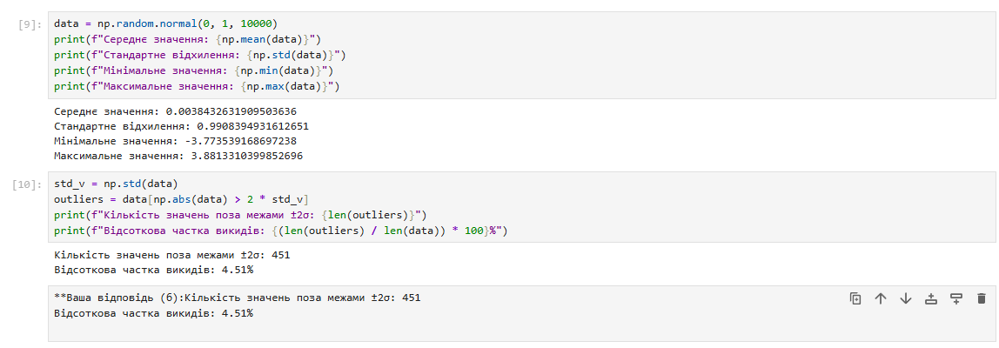 [9]: data = np.random.normal(0, 1, 10000)
print(f"Середнє значення: {np.mean(data)}")
print(f"Стандартне відхилення: {np.std(data)}")
print(f"Мінімальне значення: {np.min(data)}")
print(f"Максимальне значення: {np.max(data)}")
Середнє значення: 0.0038432631909503636
Стандартне відхилення: 0.9908394931612651
Мінімальне значення: -3.773539168697238
Максимальне значення: 3.8813310399852696
[10]: std_v = np.std(data)
outliers = data[np.abs(data) > 2 * std_v]
print(f"Кількість значень поза межами ±2σ: {len(outliers)}")
print(f"Відсоткова частка викидів: {(len(outliers) / len(data)) * 100}%")
Кількість значень поза межами ±2σ: 451
Відсоткова частка викидів: 4.51%
**Ваша відповідь (б):Кількість значень поза межами ±2σ: 451
Відсоткова частка викидів: 4.51%